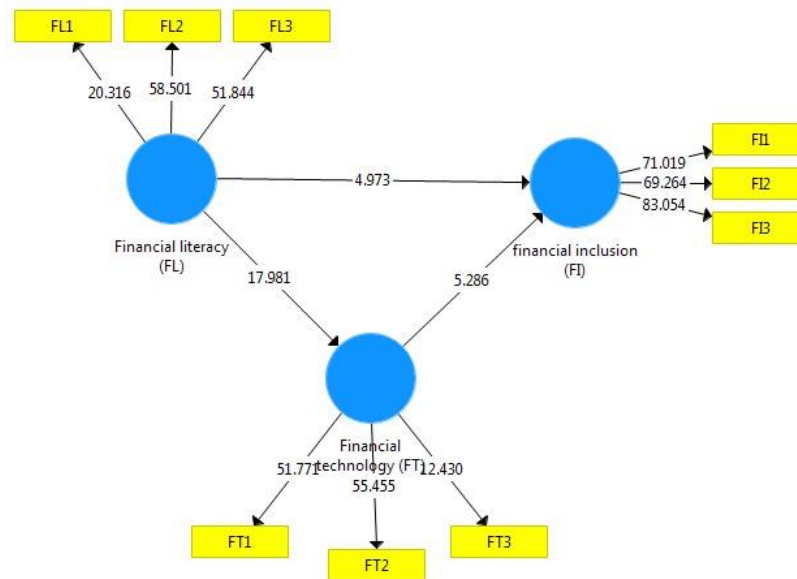 FL1
FL2
FL3
20.316
58.501
51.844
FI1
71.019
4.973
69.264
FI2
83.054
FI3
Financial literacy
(FL)
financial inclusion
(FI)
17.981
5.286
Financial
technology (FT)
51.771
55.455
12.430
FT1
FT2
FT3